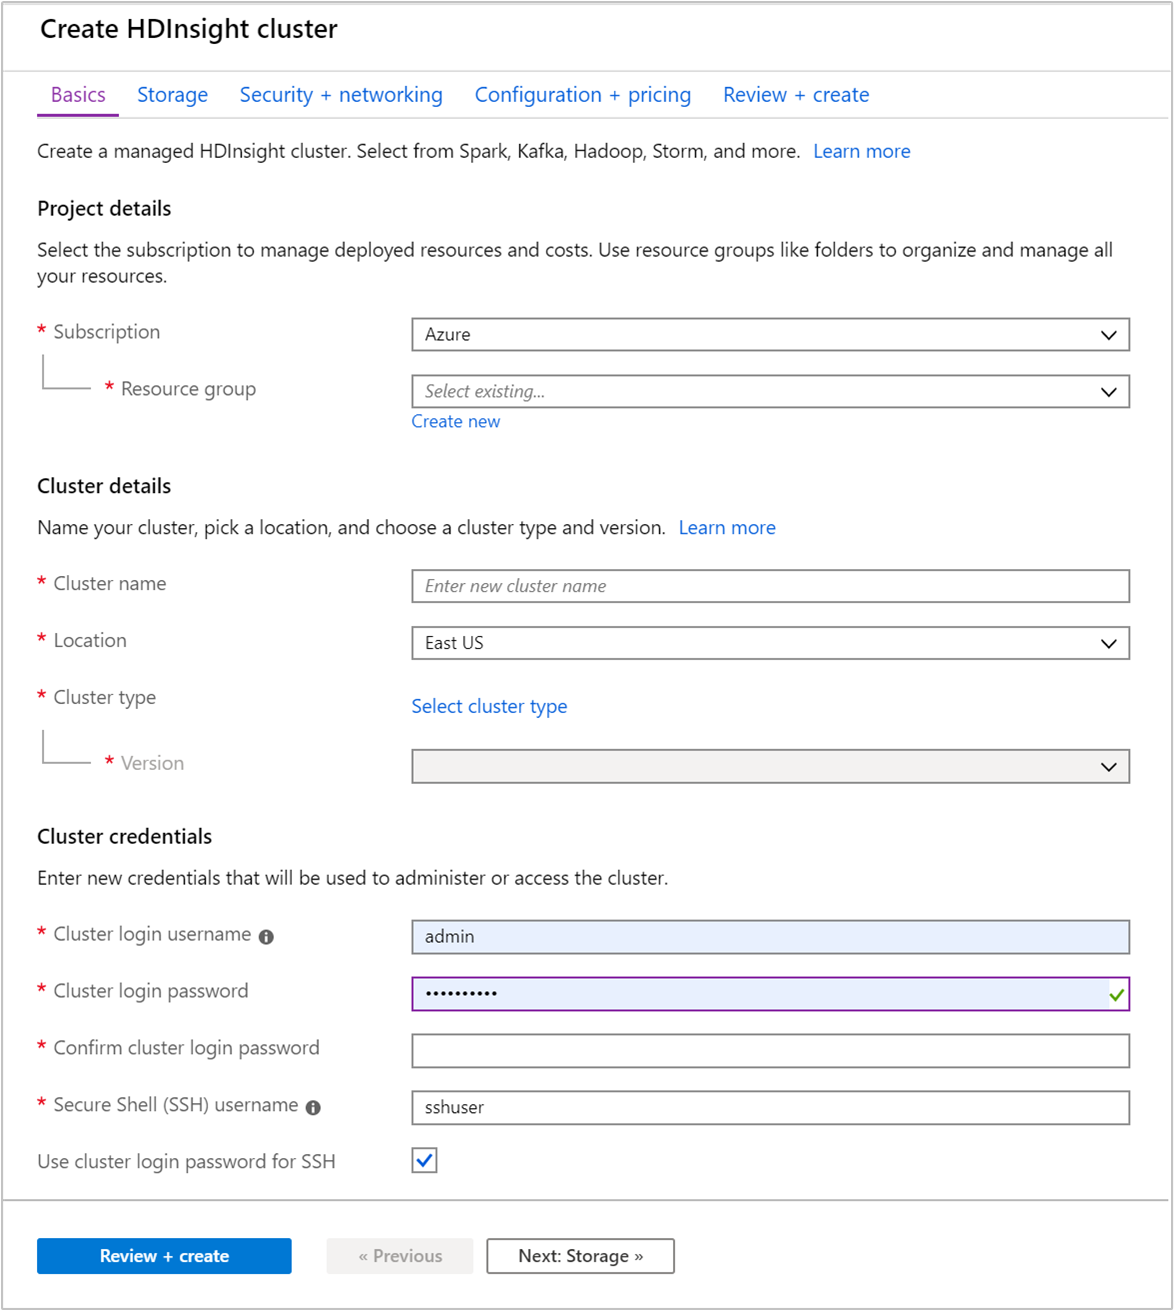 Create HDInsight cluster
Basics Storage Security + networking Configuration + pricing Review + create
Create a managed HDInsight cluster. Select from Spark, Kafka, Hadoop, Storm, and more. Learn more
Project details
Select the subscription to manage deployed resources and costs. Use resource groups like folders to organize and manage all
your resources.
* Subscription Azure
* Resource group Select existing...
Create new
Cluster details
Name your cluster, pick a location, and choose a cluster type and version. Learn more
* Cluster name Enter new cluster name
* Location East US
* Cluster type Select cluster type
* Version
Cluster credentials
Enter new credentials that will be used to administer or access the cluster.
* Cluster login username admin
* Cluster login password ••••••••••
* Confirm cluster login password
* Secure Shell (SSH) username sshuser
Use cluster login password for SSH
Review + create « Previous Next: Storage »